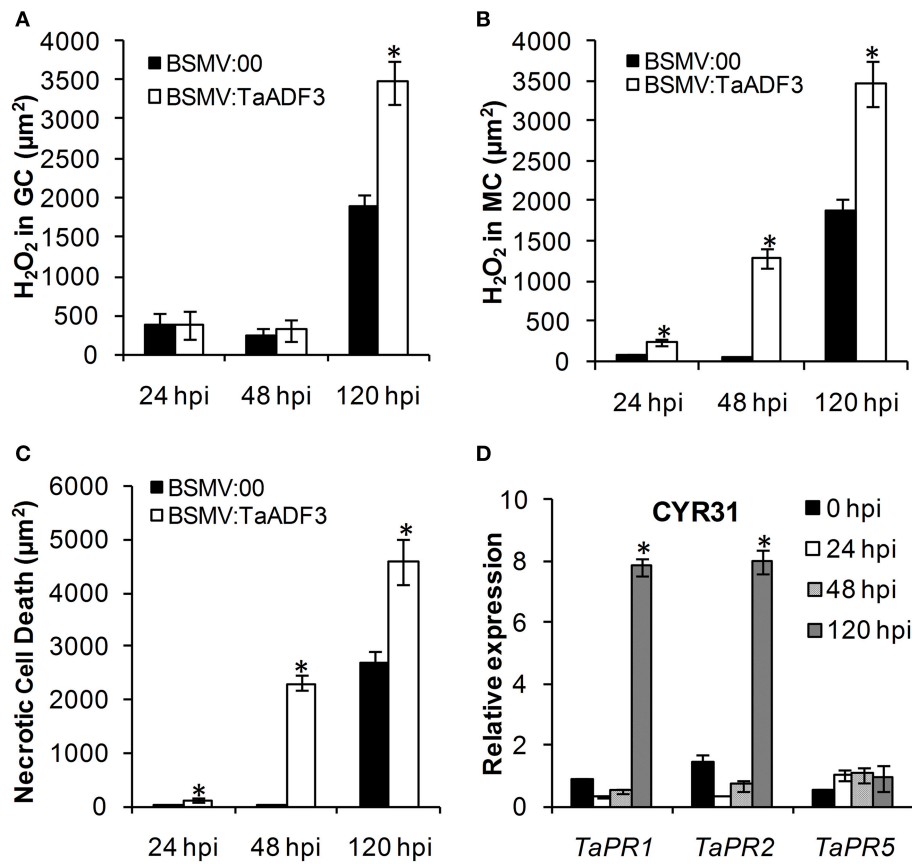 A
H₂O₂ in GC (µm²)
4000
3500
3000
2500
2000
1500
1000
500
0
BSMV:00
BSMV:TaADF3
*
24 hpi 48 hpi 120 hpi
B
H₂O₂ in MC (µm²)
4000
3500
3000
2500
2000
1500
1000
500
0
BSMV:00
BSMV:TaADF3
* * *
24 hpi 48 hpi 120 hpi
C
Necrotic Cell Death (µm²)
6000
5000
4000
3000
2000
1000
0
BSMV:00
BSMV:TaADF3
* * *
24 hpi 48 hpi 120 hpi
D
Relative expression
10
8
6
4
2
0
CYR31
0 hpi
24 hpi
48 hpi
120 hpi
* *
TaPR1 TaPR2 TaPR5